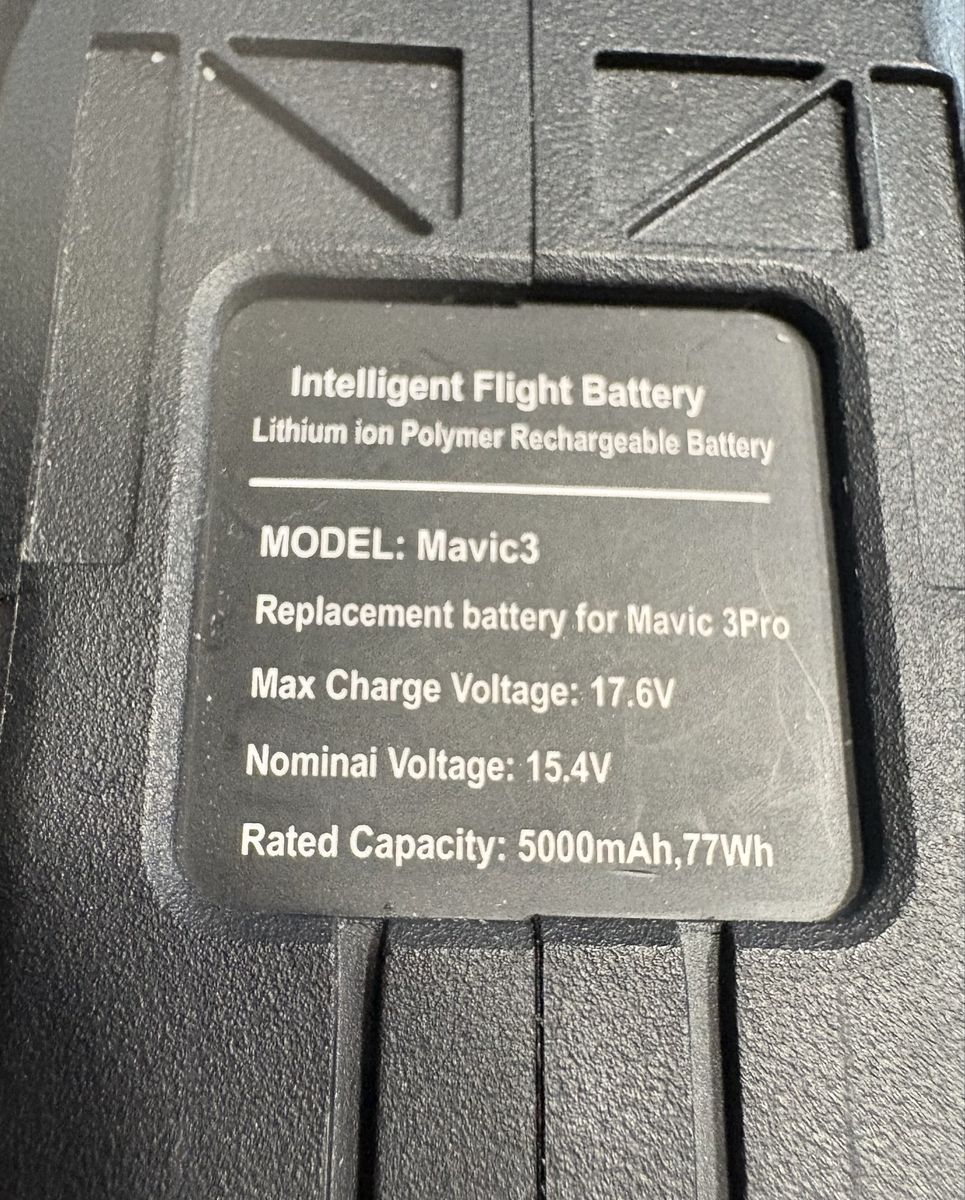 Intelligent Flight Battery
Lithium ion Polymer Rechargeable Battery
MODEL: Mavic3
Replacement battery for Mavic 3Pro
Max Charge Voltage: 17.6V
Nominai Voltage: 15.4V
Rated Capacity: 5000mAh,77Wh